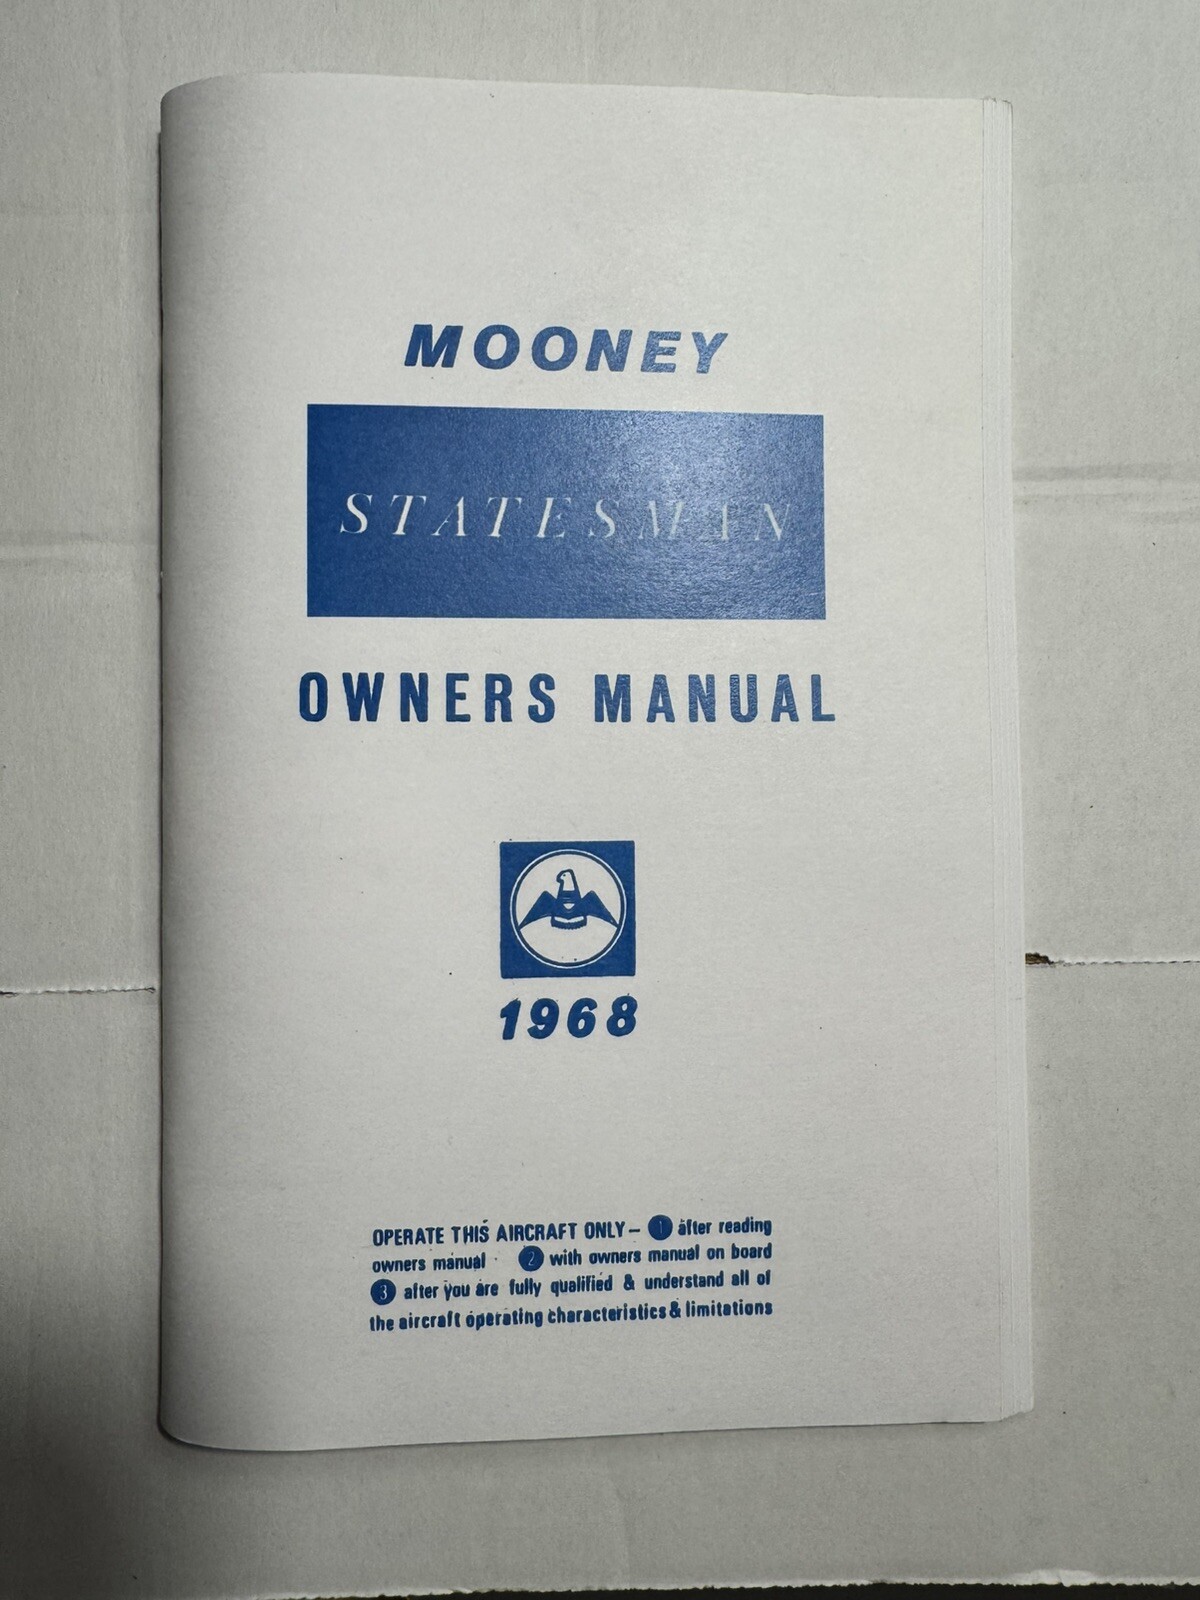 MOONEY
STATESMAN
OWNERS MANUAL
1968
OPERATE THIS AIRCRAFT ONLY – 1 after reading
owners manual 2 with owners manual on board
3 after you are fully qualified & understand all of
the aircraft operating characteristics & limitations